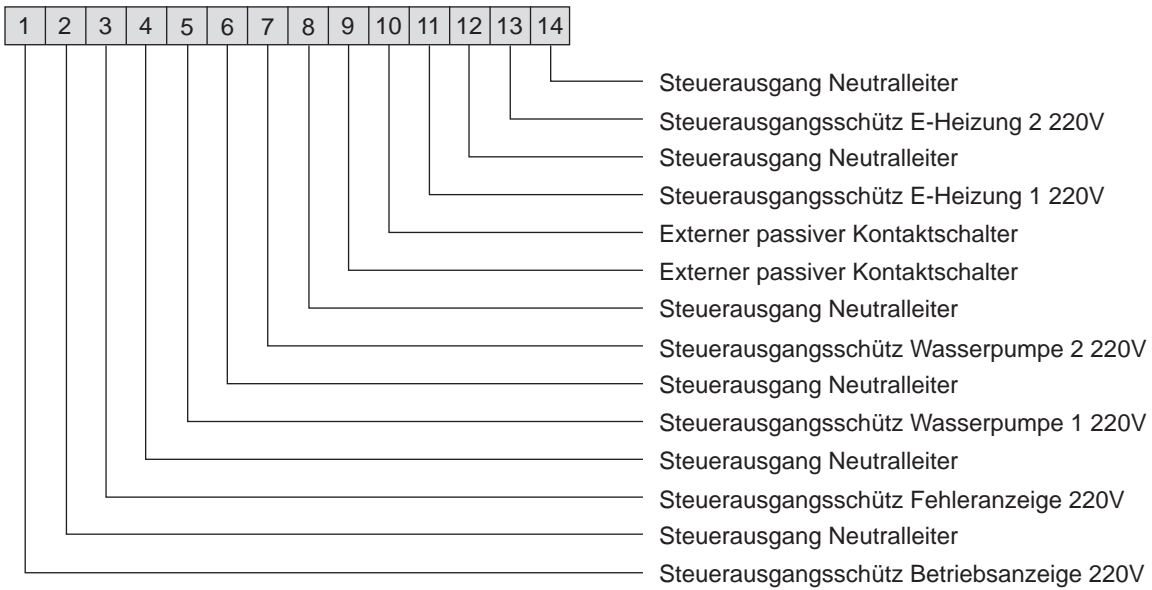 1 2 3 4 5 6 7 8 9 10 11 12 13 14
Steuerausgang Neutralleiter
Steuerausgangsschütz E-Heizung 2 220V
Steuerausgang Neutralleiter
Steuerausgangsschütz E-Heizung 1 220V
Externer passiver Kontaktschalter
Externer passiver Kontaktschalter
Steuerausgang Neutralleiter
Steuerausgangsschütz Wasserpumpe 2 220V
Steuerausgang Neutralleiter
Steuerausgangsschütz Wasserpumpe 1 220V
Steuerausgang Neutralleiter
Steuerausgangsschütz Fehleranzeige 220V
Steuerausgang Neutralleiter
Steuerausgangsschütz Betriebsanzeige 220V